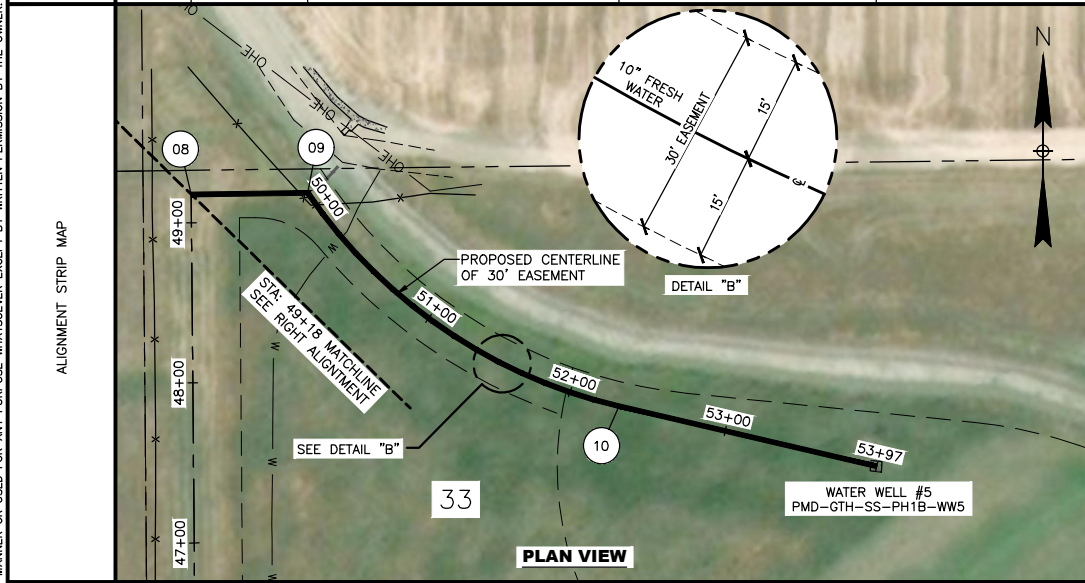 ALIGNMENT STRIP MAP
OHE
OHE
OHE
OHE
08
09
50+00
49+00
48+00
47+00
STA: 49+18 MATCHLINE
SEE RIGHT ALIGNTMENT
W
W
W
W
W
PROPOSED CENTERLINE
OF 30' EASEMENT
51+00
52+00
53+00
53+97
10
SEE DETAIL "B"
33
WATER WELL #5
PMD-GTH-SS-PH1B-WW5
PLAN VIEW
10" FRESH
WATER
30' EASEMENT
15'
15'
℄
DETAIL "B"
N